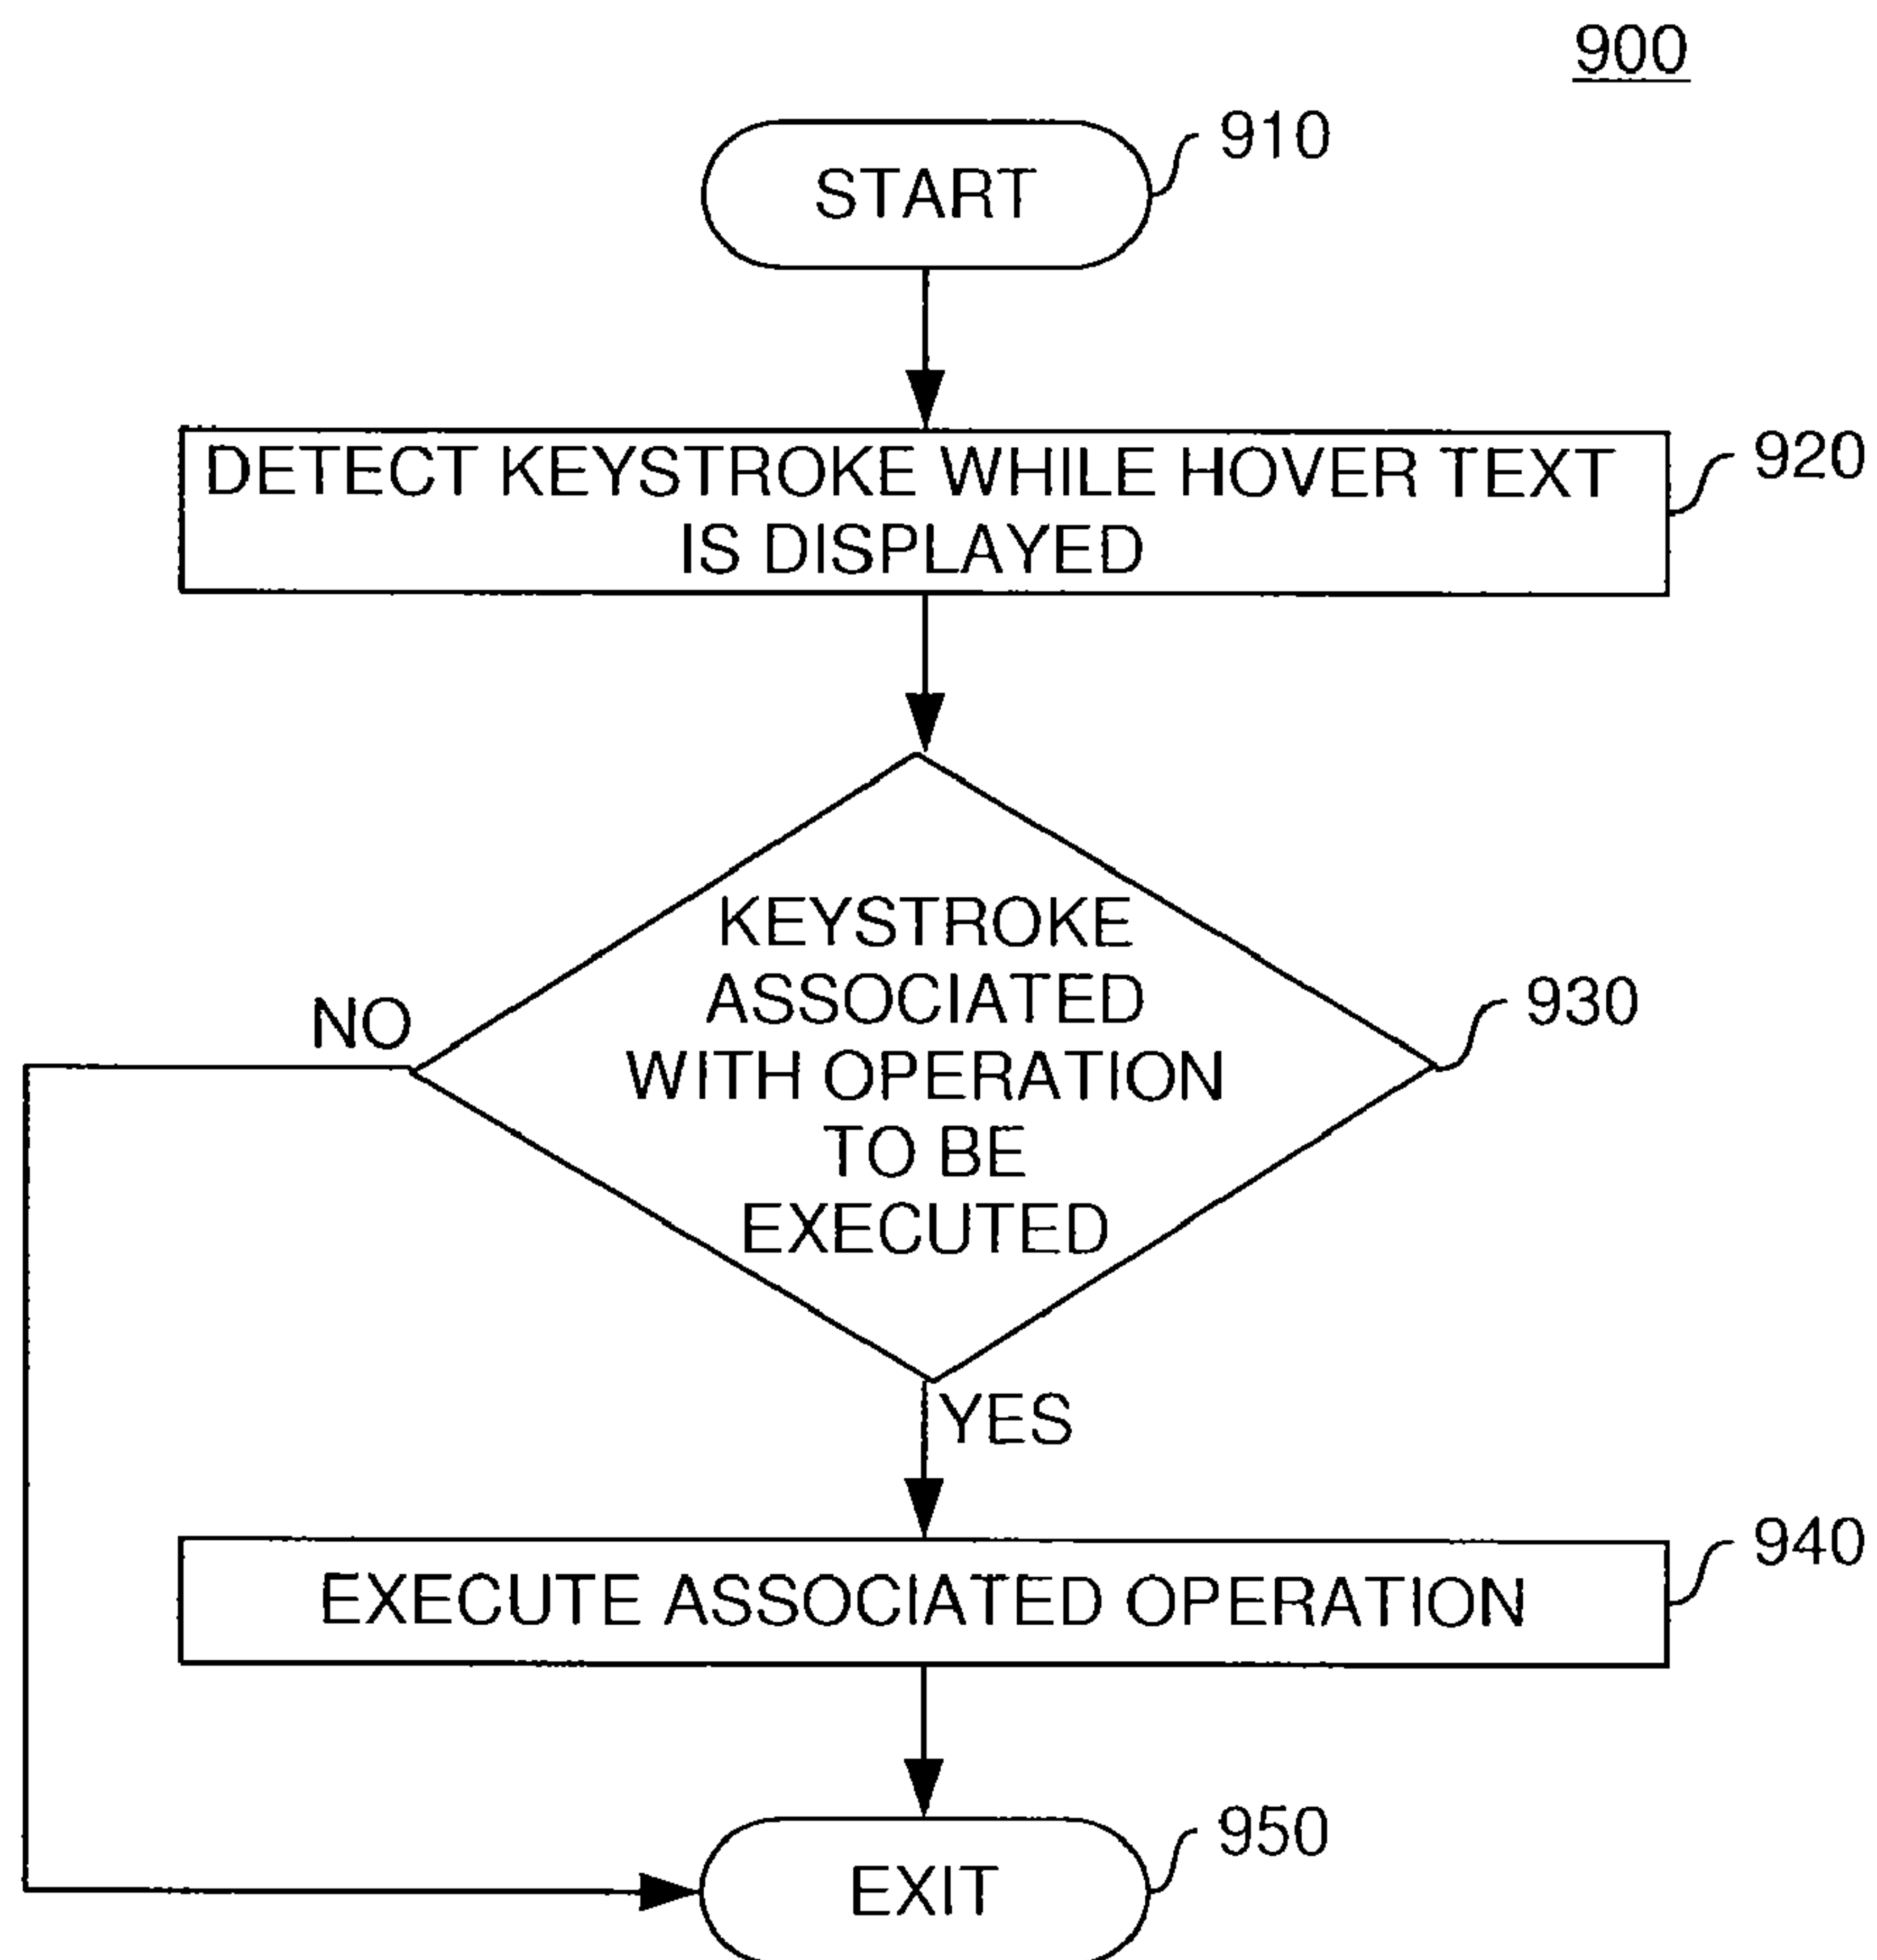 900
START
910
DETECT KEYSTROKE WHILE HOVER TEXT
IS DISPLAYED
920
KEYSTROKE
ASSOCIATED
WITH OPERATION
TO BE
EXECUTED
930
NO
YES
EXECUTE ASSOCIATED OPERATION
940
EXIT
950